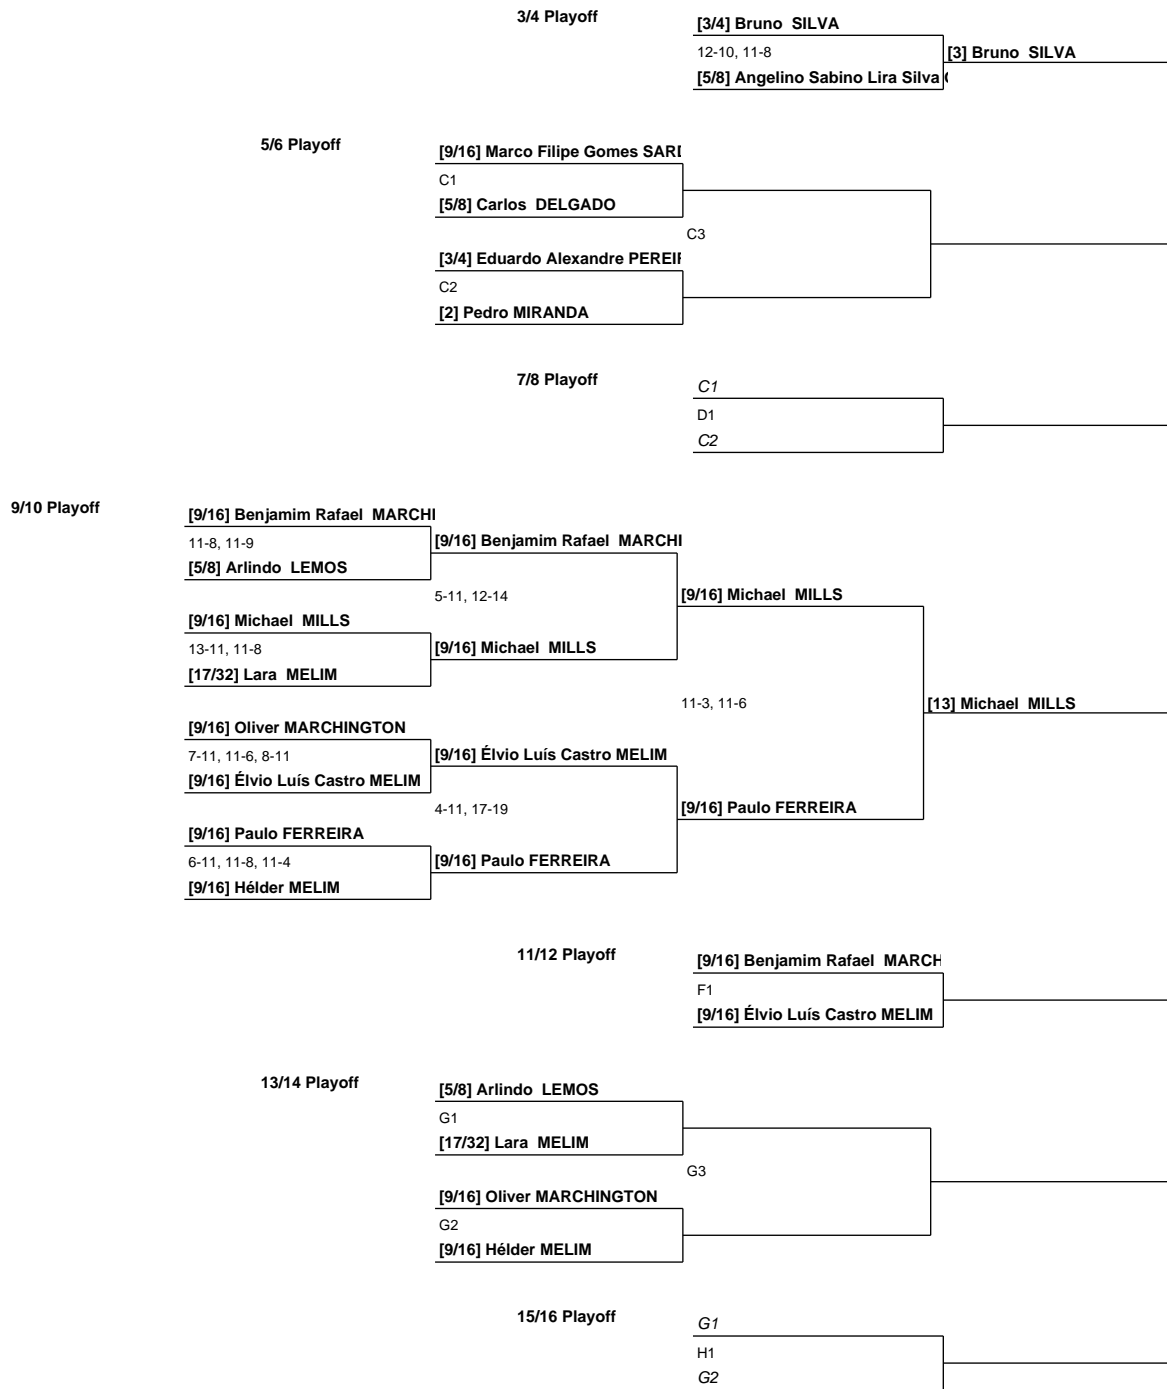 3/4 Playoff
[3/4] Bruno SILVA
12-10, 11-8
[3] Bruno SILVA
[5/8] Angelino Sabino Lira Silva
5/6 Playoff
[9/16] Marco Filipe Gomes
C1
[5/8] Carlos DELGADO
C3
[3/4] Eduardo Alexandre
C2
[2] Pedro MIRANDA
7/8 Playoff
C1
D1
C2
9/10 Playoff
[9/16] Benjamim Rafael MARCHI
11-8, 11-9
[9/16] Benjamim Rafael MARCHI
[5/8] Arlindo LEMOS
5-11, 12-14
[9/16] Michael MILLS
[9/16] Michael MILLS
13-11, 11-8
[9/16] Michael MILLS
[17/32] Lara MELIM
11-3, 11-6
[13] Michael MILLS
[9/16] Oliver MARCHINGTON
7-11, 11-6, 8-11
[9/16] Élvio Luís Castro MELIM
[9/16] Élvio Luís Castro MELIM
4-11, 17-19
[9/16] Paulo FERREIRA
[9/16] Paulo FERREIRA
6-11, 11-8, 11-4
[9/16] Paulo FERREIRA
[9/16] Hélder MELIM
11/12 Playoff
[9/16] Benjamim Rafael MARCH
F1
[9/16] Élvio Luís Castro MELIM
13/14 Playoff
[5/8] Arlindo LEMOS
G1
[17/32] Lara MELIM
G3
[9/16] Oliver MARCHINGTON
G2
[9/16] Hélder MELIM
15/16 Playoff
G1
H1
G2